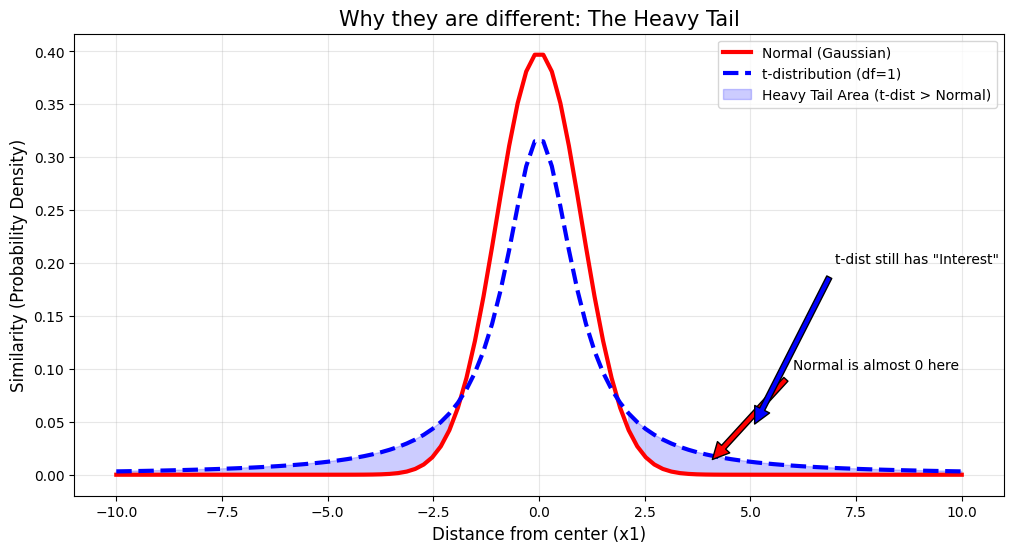 Why they are different: The Heavy Tail
Normal (Gaussian)
t-distribution (df=1)
Heavy Tail Area (t-dist > Normal)
t-dist still has "Interest"
Normal is almost 0 here
Similarity (Probability Density)
0.40
0.35
0.30
0.25
0.20
0.15
0.10
0.05
0.00
−10.0 −7.5 −5.0 −2.5 0.0 2.5 5.0 7.5 10.0
Distance from center (x1)